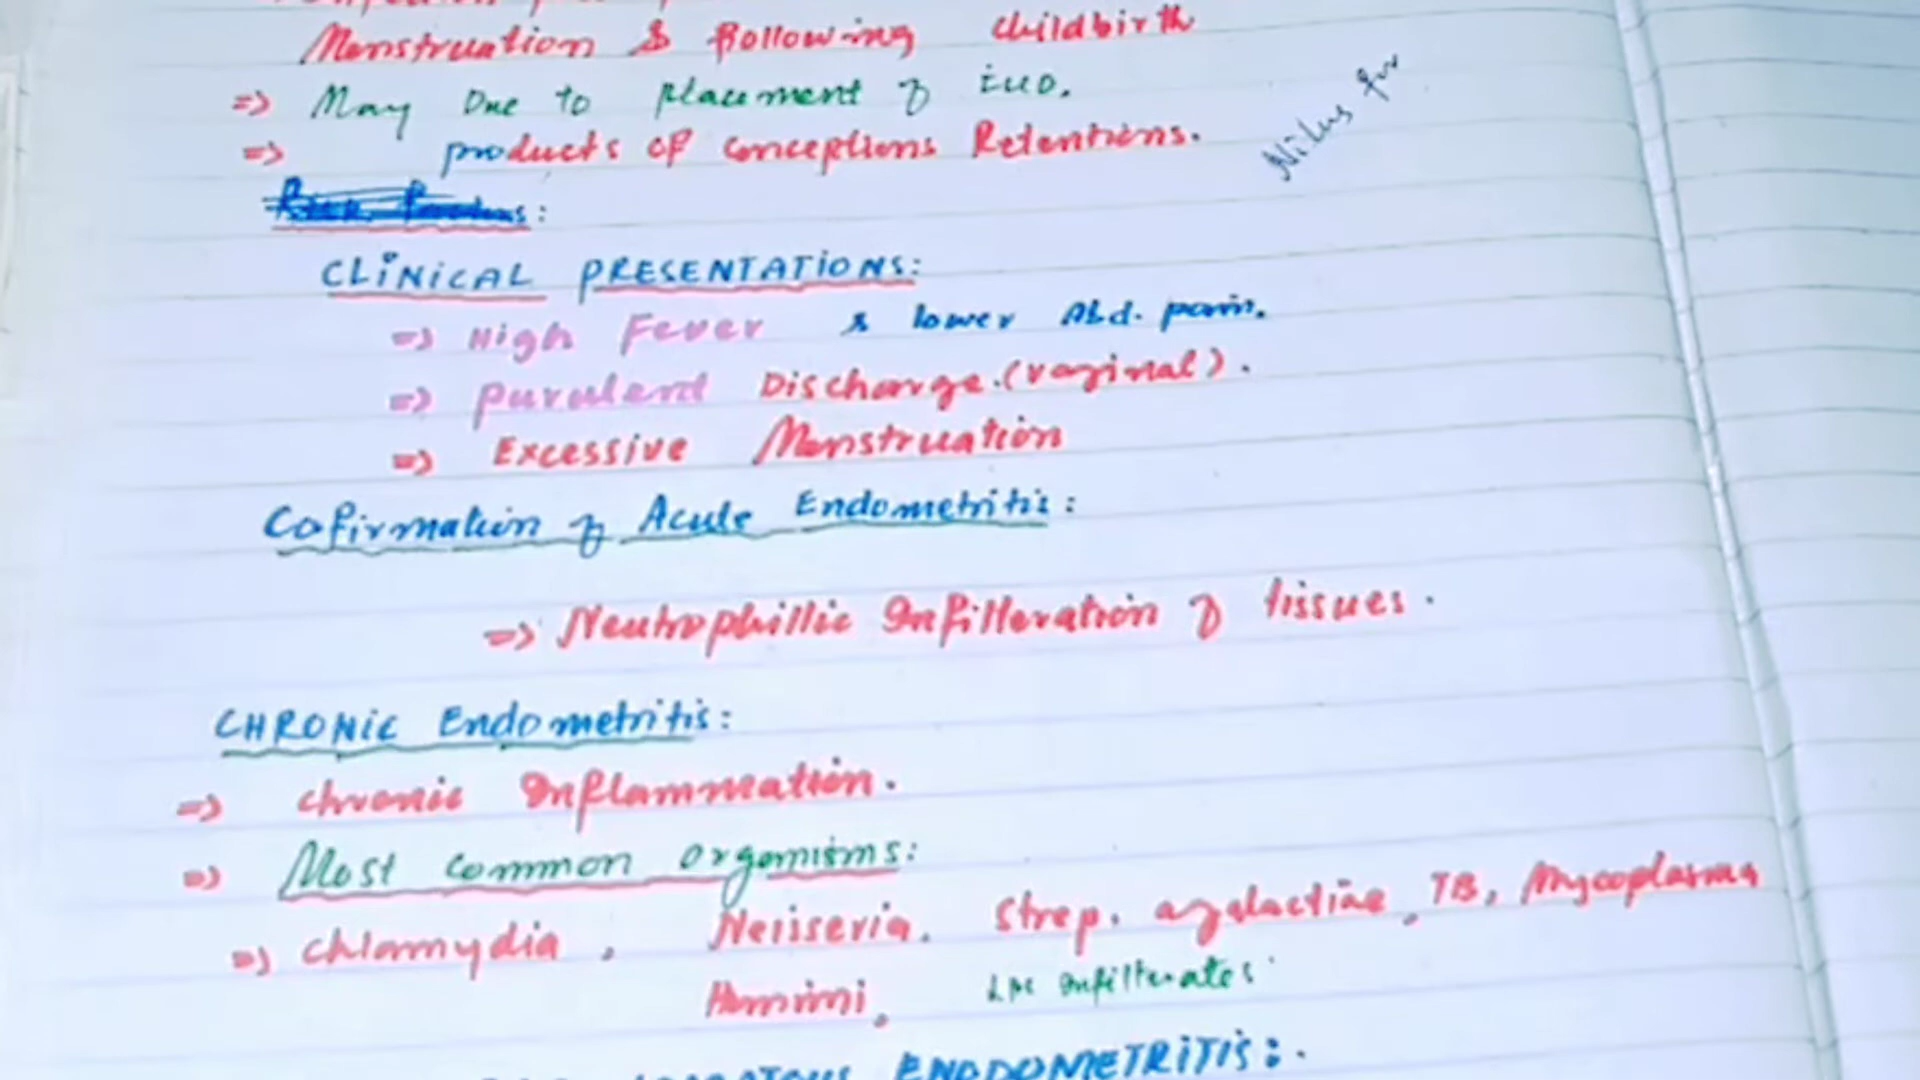 Menstruation & Following childbirth
=> May Due to placement of IUD.
=> products of conceptions Retentions.
CLINICAL PRESENTATIONS:
=> High Fever & lower Abd. pain.
=> purulent Discharge.(vaginal).
=> Excessive Menstruation
Cofirmation of Acute Endometritis:
=> Neutrophillic Infilteration of tissues.
CHRONIC Endometritis:
=> chronic Inflammation.
=> Most common organisms:
=> chlamydia, Neiiseria, Strep. agalactiae, TB, Mycoplasma
Homini,
infilterates
ENDOMETRITIS: